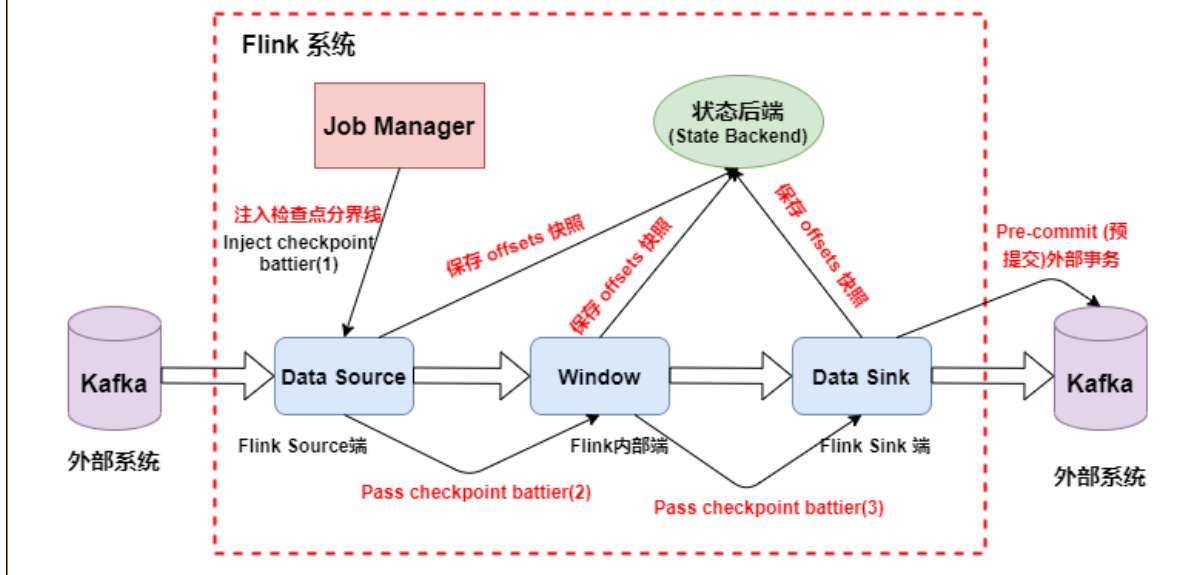 Flink 系统
Job Manager
状态后端
(State Backend)
注入检查点分界线
Inject checkpoint
battier(1)
保存 offsets 快照
保存 offsets 快照
保存 offsets 快照
Pre-commit (预
提交)外部事务
Kafka
Data Source
Window
Data Sink
Kafka
外部系统
Flink Source端
Flink内部端
Flink Sink 端
外部系统
Pass checkpoint battier(2)
Pass checkpoint battier(3)